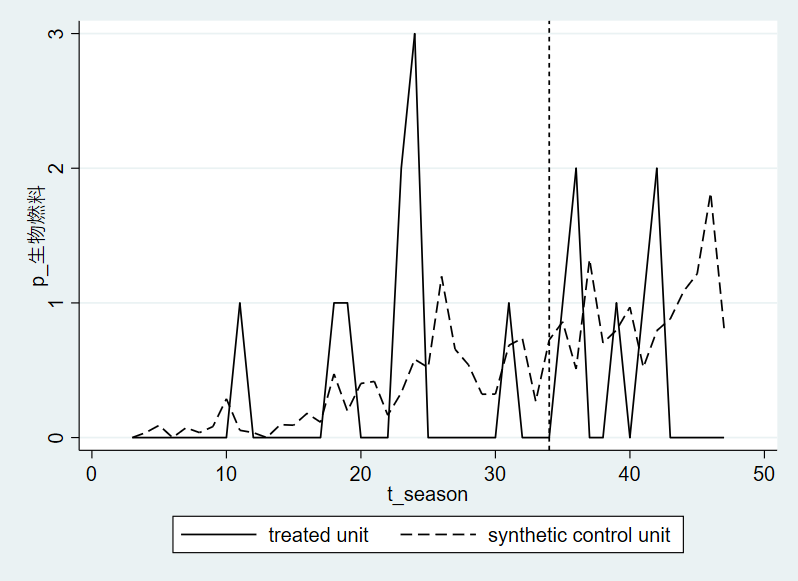 3
2
1
0
p_生物燃料
0 10 20 30 40 50
t_season
treated unit synthetic control unit